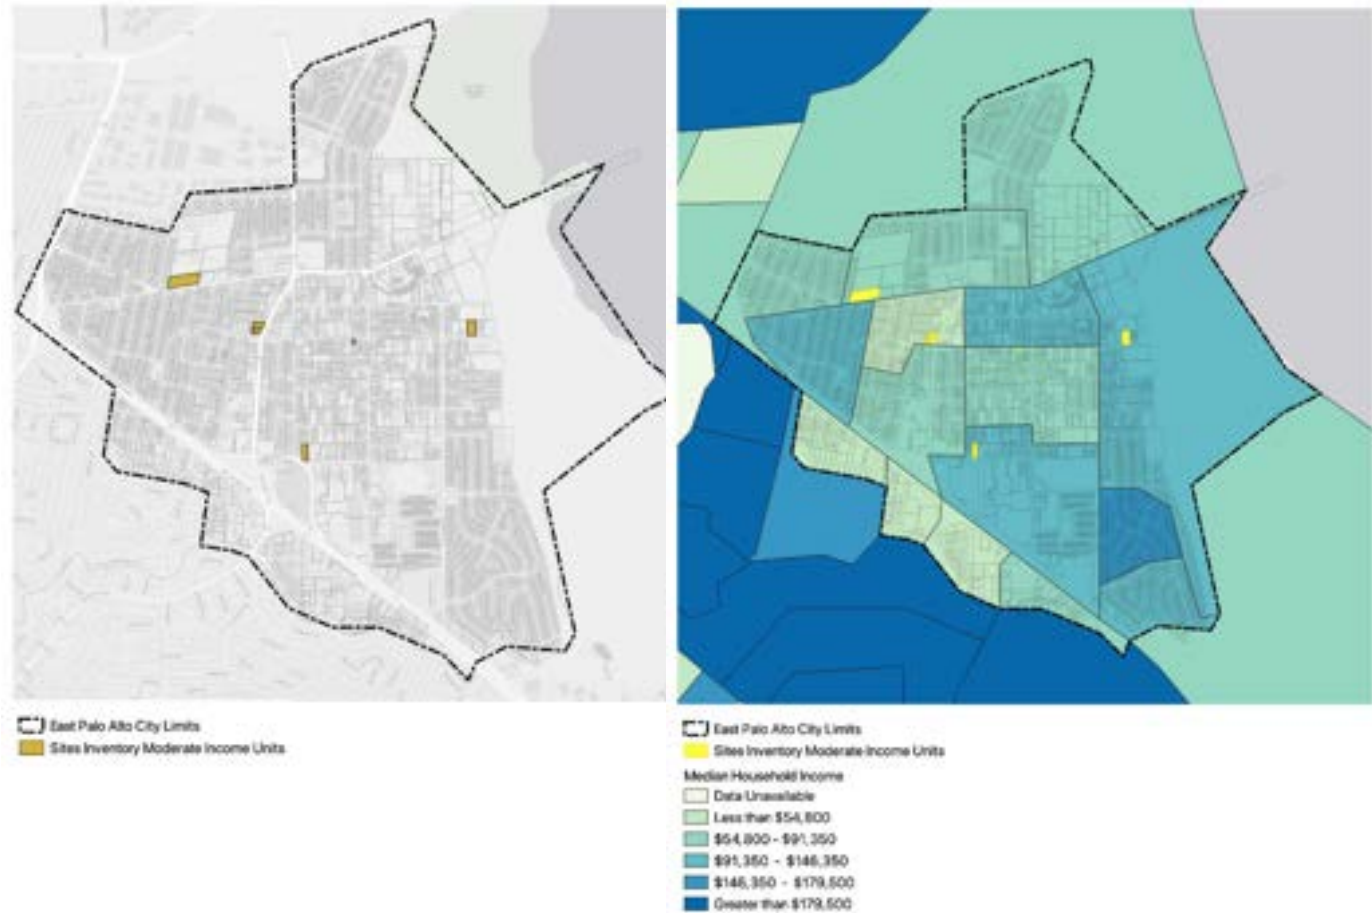 East Palo Alto City Limits
Sites Inventory Moderate Income Units
East Palo Alto City Limits
Sites Inventory Moderate Income Units
Median Household Income
Data Unavailable
Less than $54,800
$54,800 - $91,350
$91,350 - $146,350
$146,350 - $179,500
Greater than $179,500